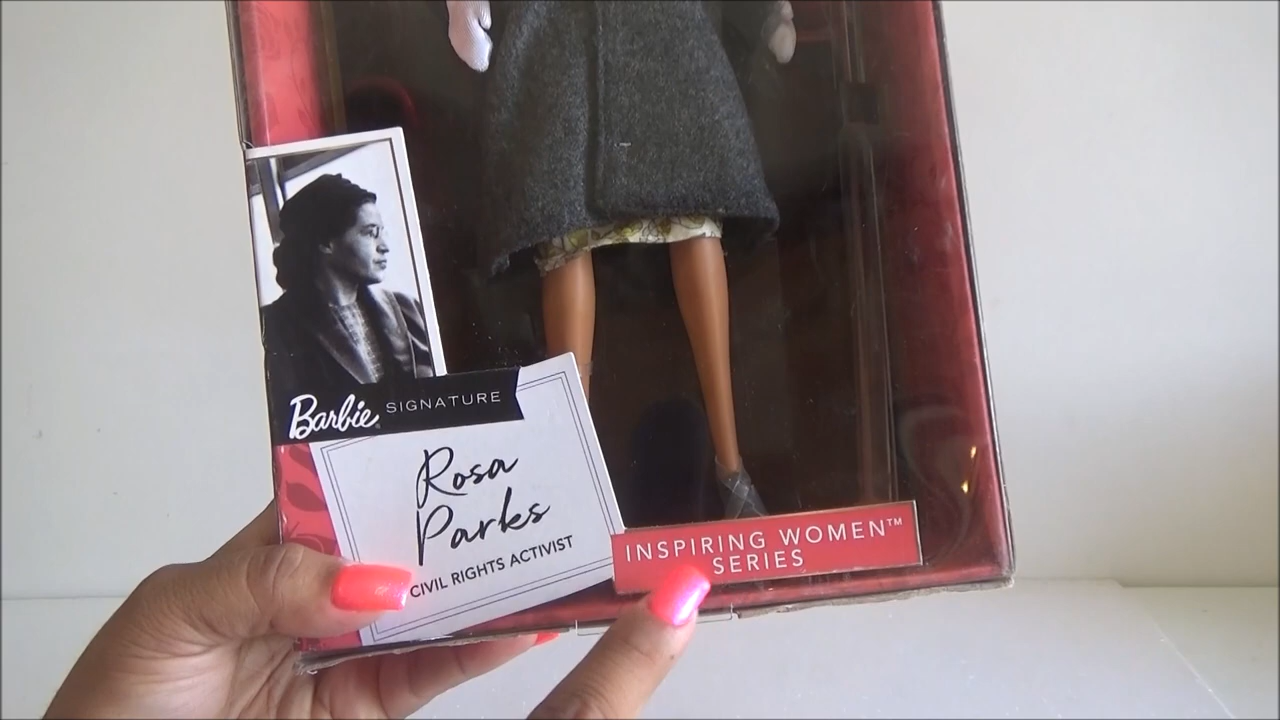 Barbie SIGNATURE
Rosa
Parks
CIVIL RIGHTS ACTIVIST
INSPIRING WOMEN™
SERIES